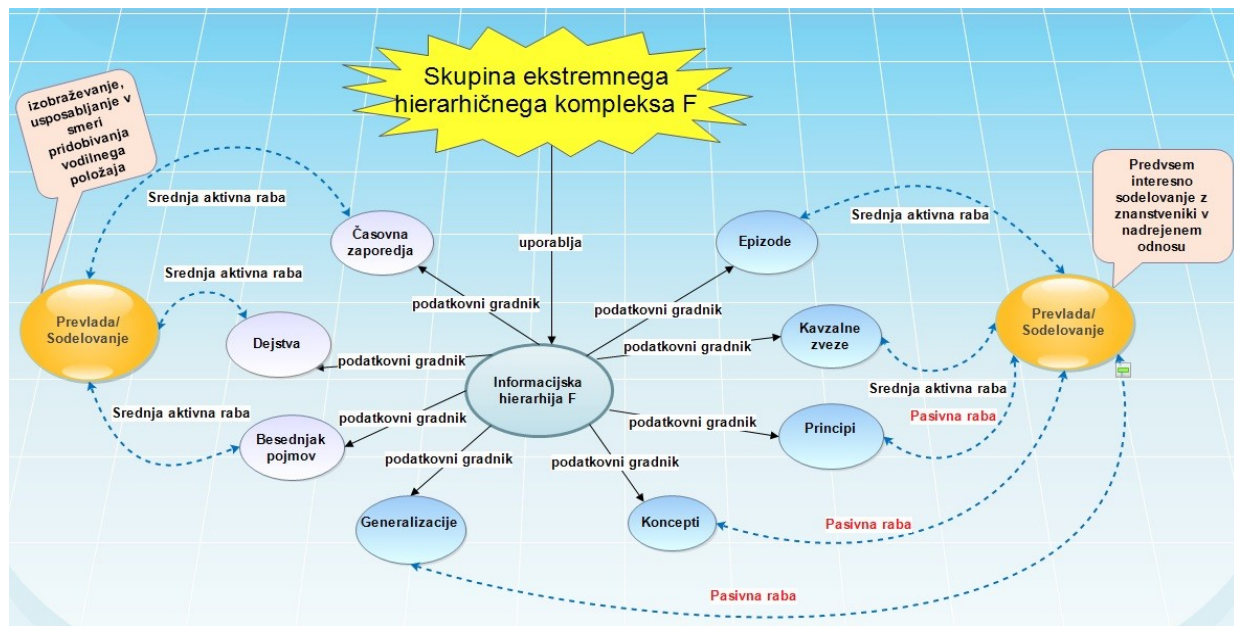 Skupina ekstremnega
hierarhičnega kompleksa F
izobraževanje,
usposabljanje v
smeri
pridobivanja
vodilnega
položaja
Predvsem
interesno
sodelovanje z
znanstveniki v
nadrejenem
odnosu
Srednja aktivna raba
Srednja aktivna raba
Časovna
zaporedja
uporablja
Epizode
Srednja aktivna raba
podatkovni gradnik
podatkovni gradnik
Prevlada/
Sodelovanje
Prevlada/
Sodelovanje
Dejstva
Kavzalne
zveze
podatkovni gradnik
podatkovni gradnik
Informacijska
hierarhija F
Srednja aktivna raba
Srednja aktivna raba
podatkovni gradnik
podatkovni gradnik
Pasivna raba
Besednjak
pojmov
Principi
podatkovni gradnik
podatkovni gradnik
Generalizacije
Koncepti
Pasivna raba
Pasivna raba